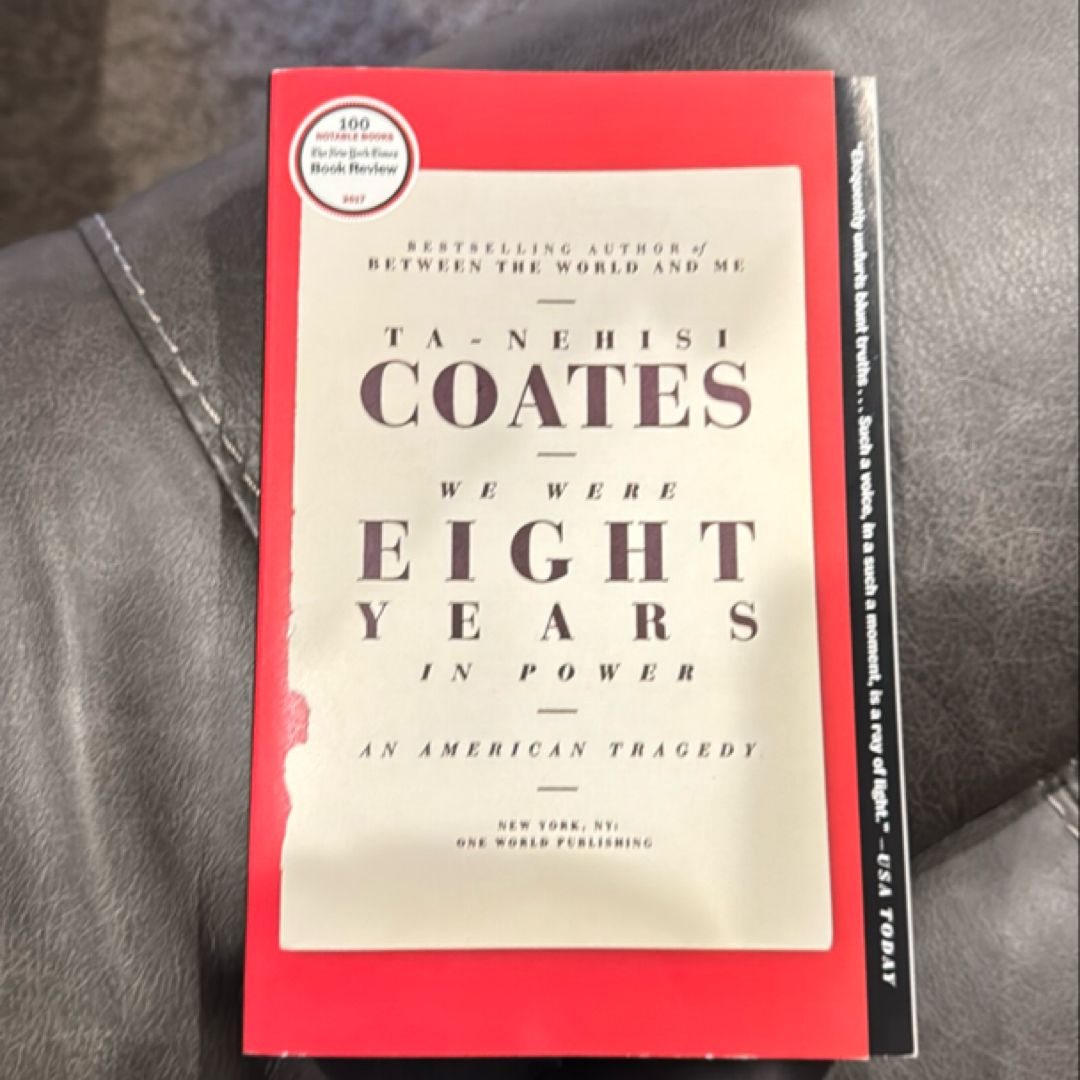 100
NOTABLE BOOKS
The New York Times
Book Review
2017
BESTSELLING AUTHOR of
BETWEEN THE WORLD AND ME
TA-NEHISI
COATES
WE WERE
EIGHT
YEARS
IN POWER
AN AMERICAN TRAGEDY
NEW YORK, NY:
ONE WORLD PUBLISHING
"Eloquently unfurls blunt truths . . . Such a voice, in a such a moment, is a ray of light." —USA TODAY